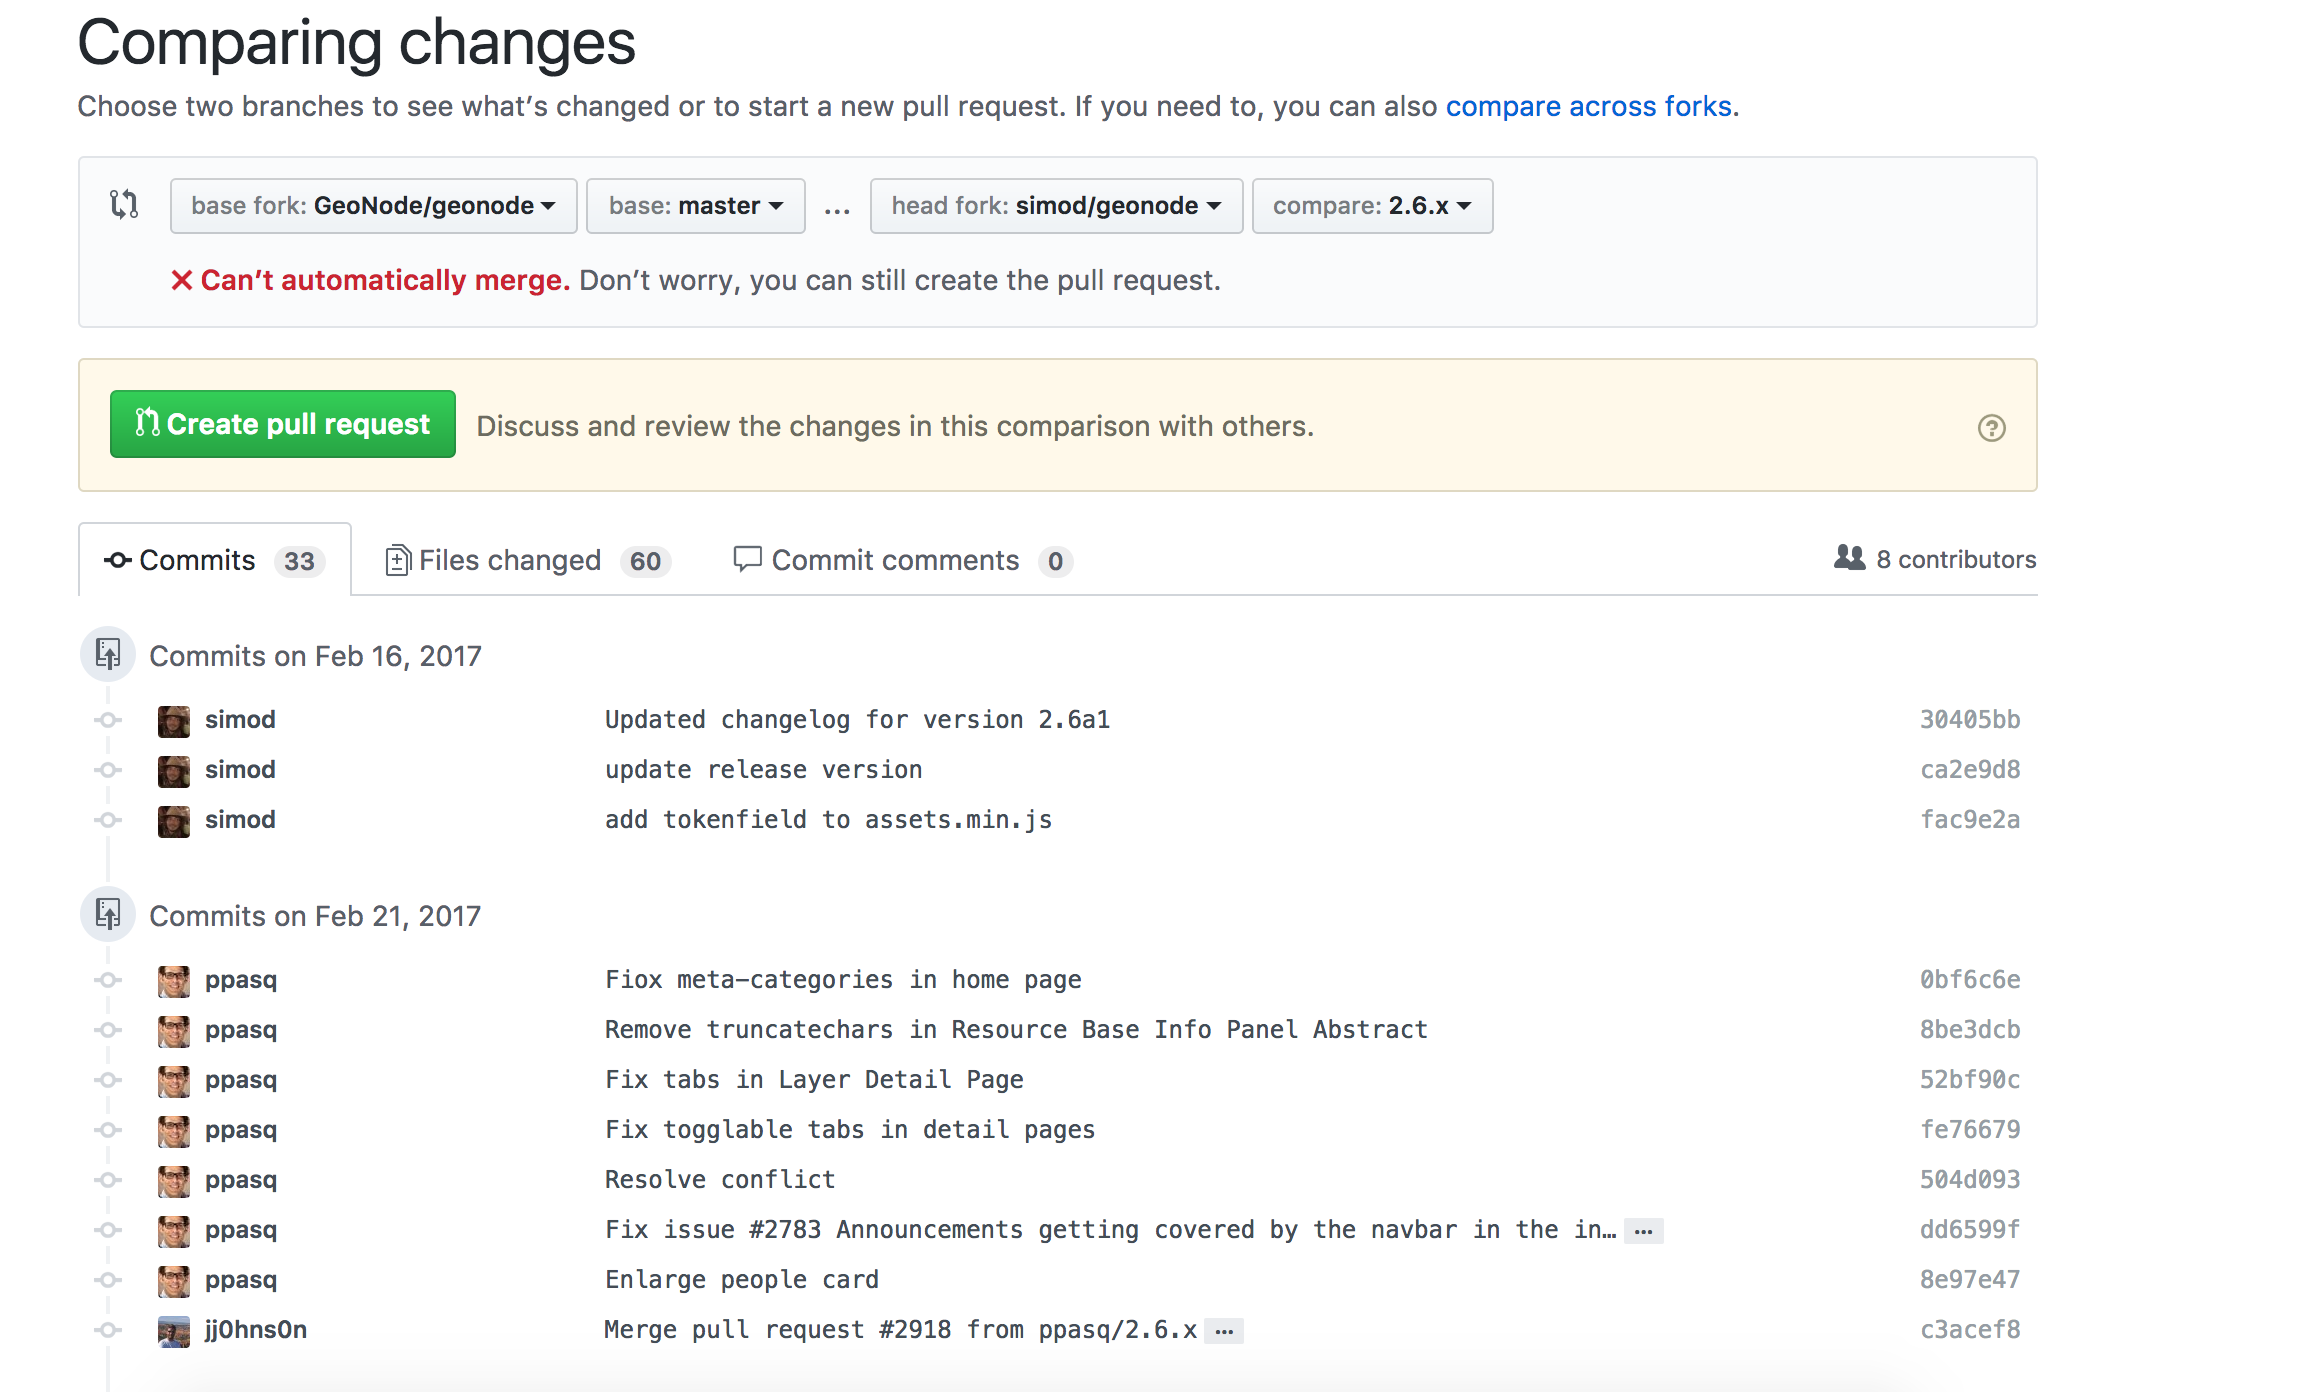 Comparing changes
Choose two branches to see what’s changed or to start a new pull request. If you need to, you can also compare across forks.
base fork: GeoNode/geonode base: master ... head fork: simod/geonode compare: 2.6.x
Can’t automatically merge. Don’t worry, you can still create the pull request.
Create pull request Discuss and review the changes in this comparison with others.
Commits 33 Files changed 60 Commit comments 0 8 contributors
Commits on Feb 16, 2017
simod Updated changelog for version 2.6a1 30405bb
simod update release version ca2e9d8
simod add tokenfield to assets.min.js fac9e2a
Commits on Feb 21, 2017
ppasq Fiox meta-categories in home page 0bf6c6e
ppasq Remove truncatechars in Resource Base Info Panel Abstract 8be3dcb
ppasq Fix tabs in Layer Detail Page 52bf90c
ppasq Fix togglable tabs in detail pages fe76679
ppasq Resolve conflict 504d093
ppasq Fix issue #2783 Announcements getting covered by the navbar in the in… … dd6599f
ppasq Enlarge people card 8e97e47
jj0hns0n Merge pull request #2918 from ppasq/2.6.x … c3acef8